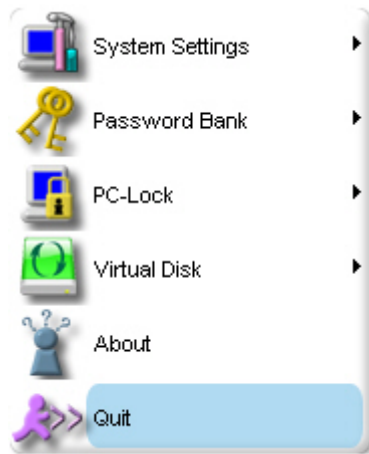 System Settings
Password Bank
PC-Lock
Virtual Disk
About
Quit